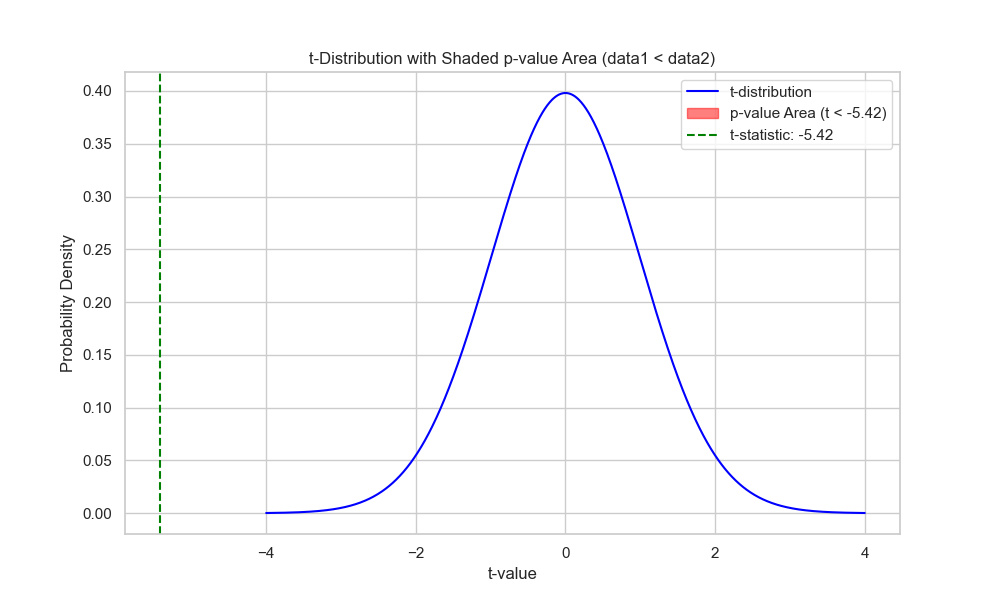 t-Distribution with Shaded p-value Area (data1 < data2)
t-distribution
p-value Area (t < -5.42)
t-statistic: -5.42
Probability Density
0.40
0.35
0.30
0.25
0.20
0.15
0.10
0.05
0.00
−4
−2
0
2
4
t-value